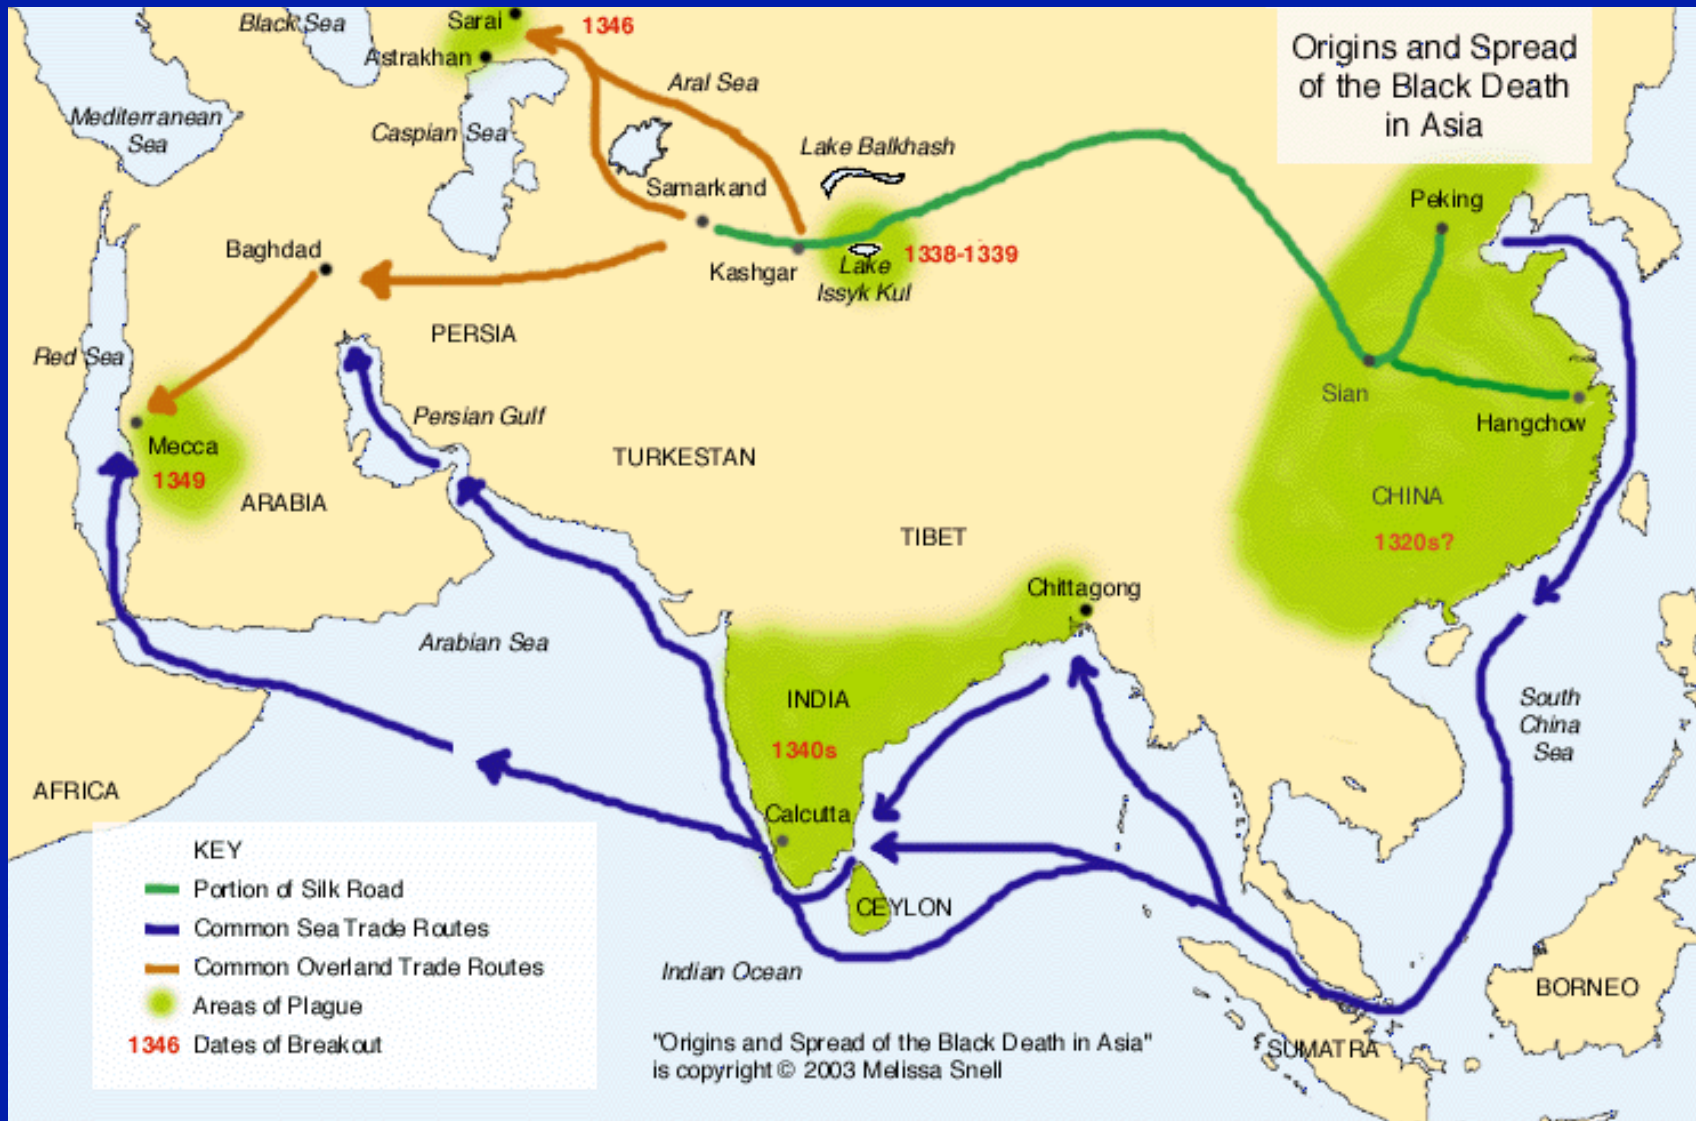 Origins and Spread
of the Black Death
in Asia
Black Sea
Sarai
1346
Astrakhan
Aral Sea
Mediterranean
Sea
Caspian Sea
Lake Balkhash
Samarkand
Peking
Baghdad
Kashgar
Lake
Issyk Kul
1338-1339
PERSIA
Red Sea
Sian
Persian Gulf
Hangchow
Mecca
1349
ARABIA
TURKESTAN
CHINA
1320s?
TIBET
Chittagong
Arabian Sea
INDIA
1340s
South
China
Sea
AFRICA
Calcutta
CEYLON
KEY
Portion of Silk Road
Common Sea Trade Routes
Common Overland Trade Routes
Areas of Plague
1346 Dates of Breakout
Indian Ocean
BORNEO
SUMATRA
"Origins and Spread of the Black Death in Asia"
is copyright © 2003 Melissa Snell